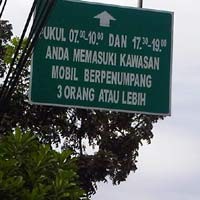 PUKUL 07.00-10.00 DAN 17.30-19.00
ANDA MEMASUKI KAWASAN
MOBIL BERPENUMPANG
3 ORANG ATAU LEBIH